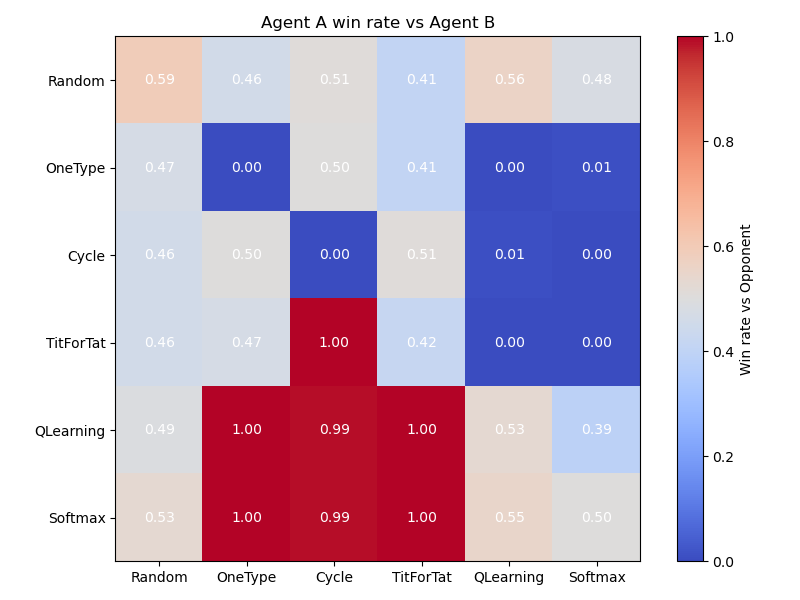 Agent A win rate vs Agent B
Random 0.59 0.46 0.51 0.41 0.56 0.48
OneType 0.47 0.00 0.50 0.41 0.00 0.01
Cycle 0.46 0.50 0.00 0.51 0.01 0.00
TitForTat 0.46 0.47 1.00 0.42 0.00 0.00
QLearning 0.49 1.00 0.99 1.00 0.53 0.39
Softmax 0.53 1.00 0.99 1.00 0.55 0.50
Random OneType Cycle TitForTat QLearning Softmax
1.0
0.8
0.6
0.4
0.2
0.0
Win rate vs Opponent